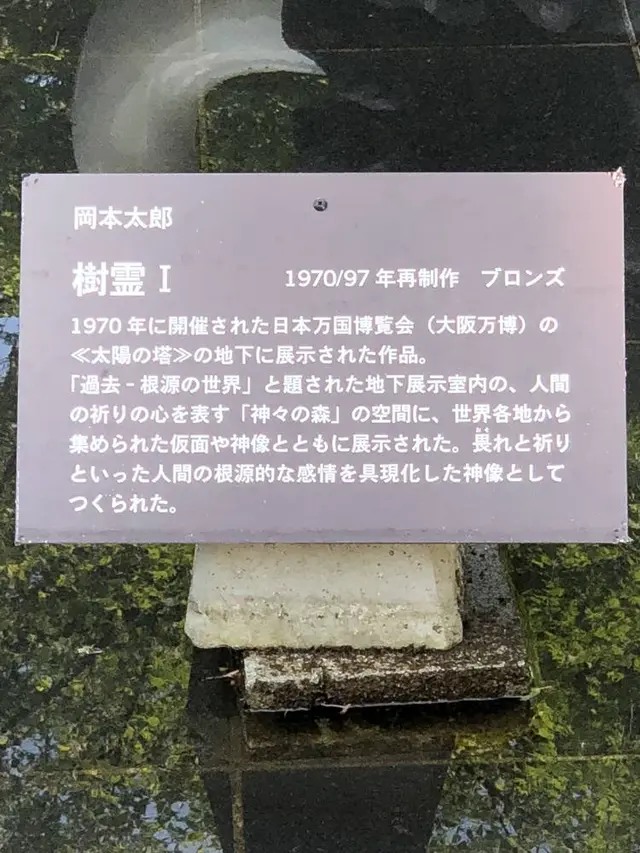 岡本太郎
樹霊 I 1970/97 年再制作 ブロンズ
1970 年に開催された日本万国博覧会（大阪万博）の
≪太陽の塔≫の地下に展示された作品。
「過去 - 根源の世界」と題された地下展示室内の、人間
の祈りの心を表す「神々の森」の空間に、世界各地から
集められた仮面や神像とともに展示された。畏れと祈り
といった人間の根源的な感情を具現化した神像として
つくられた。